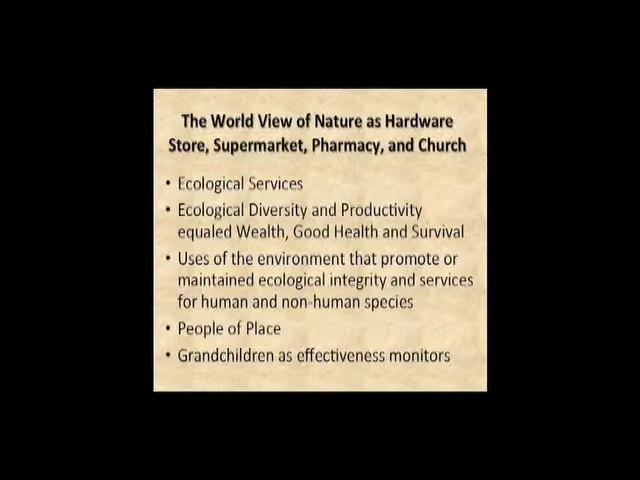 The World View of Nature as Hardware
Store, Supermarket, Pharmacy, and Church
• Ecological Services
• Ecological Diversity and Productivity
equaled Wealth, Good Health and Survival
• Uses of the environment that promote or
maintained ecological integrity and services
for human and non-human species
• People of Place
• Grandchildren as effectiveness monitors